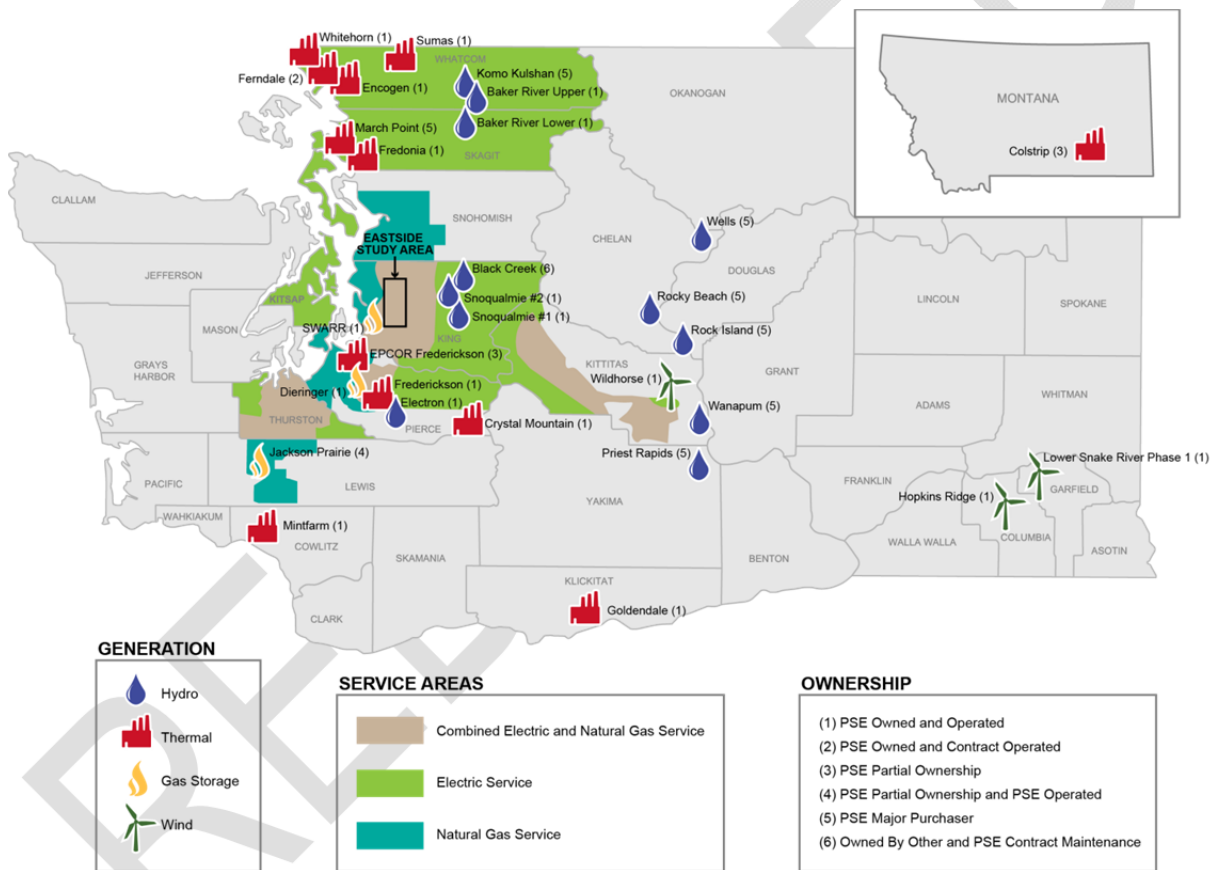 Whitehorn (1)
Sumas (1)
WHATCOM
Ferndale (2)
Encogen (1)
Komo Kulshan (5)
Baker River Upper (1)
Baker River Lower (1)
OKANOGAN
MONTANA
Colstrip (3)
March Point (5)
Fredonia (1)
SKAGIT
CLALLAM
SNOHOMISH
EASTSIDE
STUDY AREA
CHELAN
Wells (5)
DOUGLAS
JEFFERSON
Black Creek (6)
Snoqualmie #2 (1)
Snoqualmie #1 (1)
KITSAP
MASON
SWARR (1)
KING
Rocky Beach (5)
Rock Island (5)
LINCOLN
SPOKANE
GRAYS
HARBOR
EPCOR Frederickson (3)
KITTITAS
Wildhorse (1)
GRANT
Dieringer (1)
Frederickson (1)
Electron (1)
PIERCE
Crystal Mountain (1)
THURSTON
Wanapum (5)
ADAMS
WHITMAN
Jackson Prairie (4)
Priest Rapids (5)
Lower Snake River Phase 1 (1)
PACIFIC
LEWIS
YAKIMA
FRANKLIN
Hopkins Ridge (1)
GARFIELD
WAHKIAKUM
Mintfarm (1)
COWLITZ
SKAMANIA
BENTON
WALLA WALLA
COLUMBIA
ASOTIN
KLICKITAT
Goldendale (1)
CLARK
GENERATION
Hydro
Thermal
Gas Storage
Wind
SERVICE AREAS
Combined Electric and Natural Gas Service
Electric Service
Natural Gas Service
OWNERSHIP
(1) PSE Owned and Operated
(2) PSE Owned and Contract Operated
(3) PSE Partial Ownership
(4) PSE Partial Ownership and PSE Operated
(5) PSE Major Purchaser
(6) Owned By Other and PSE Contract Maintenance